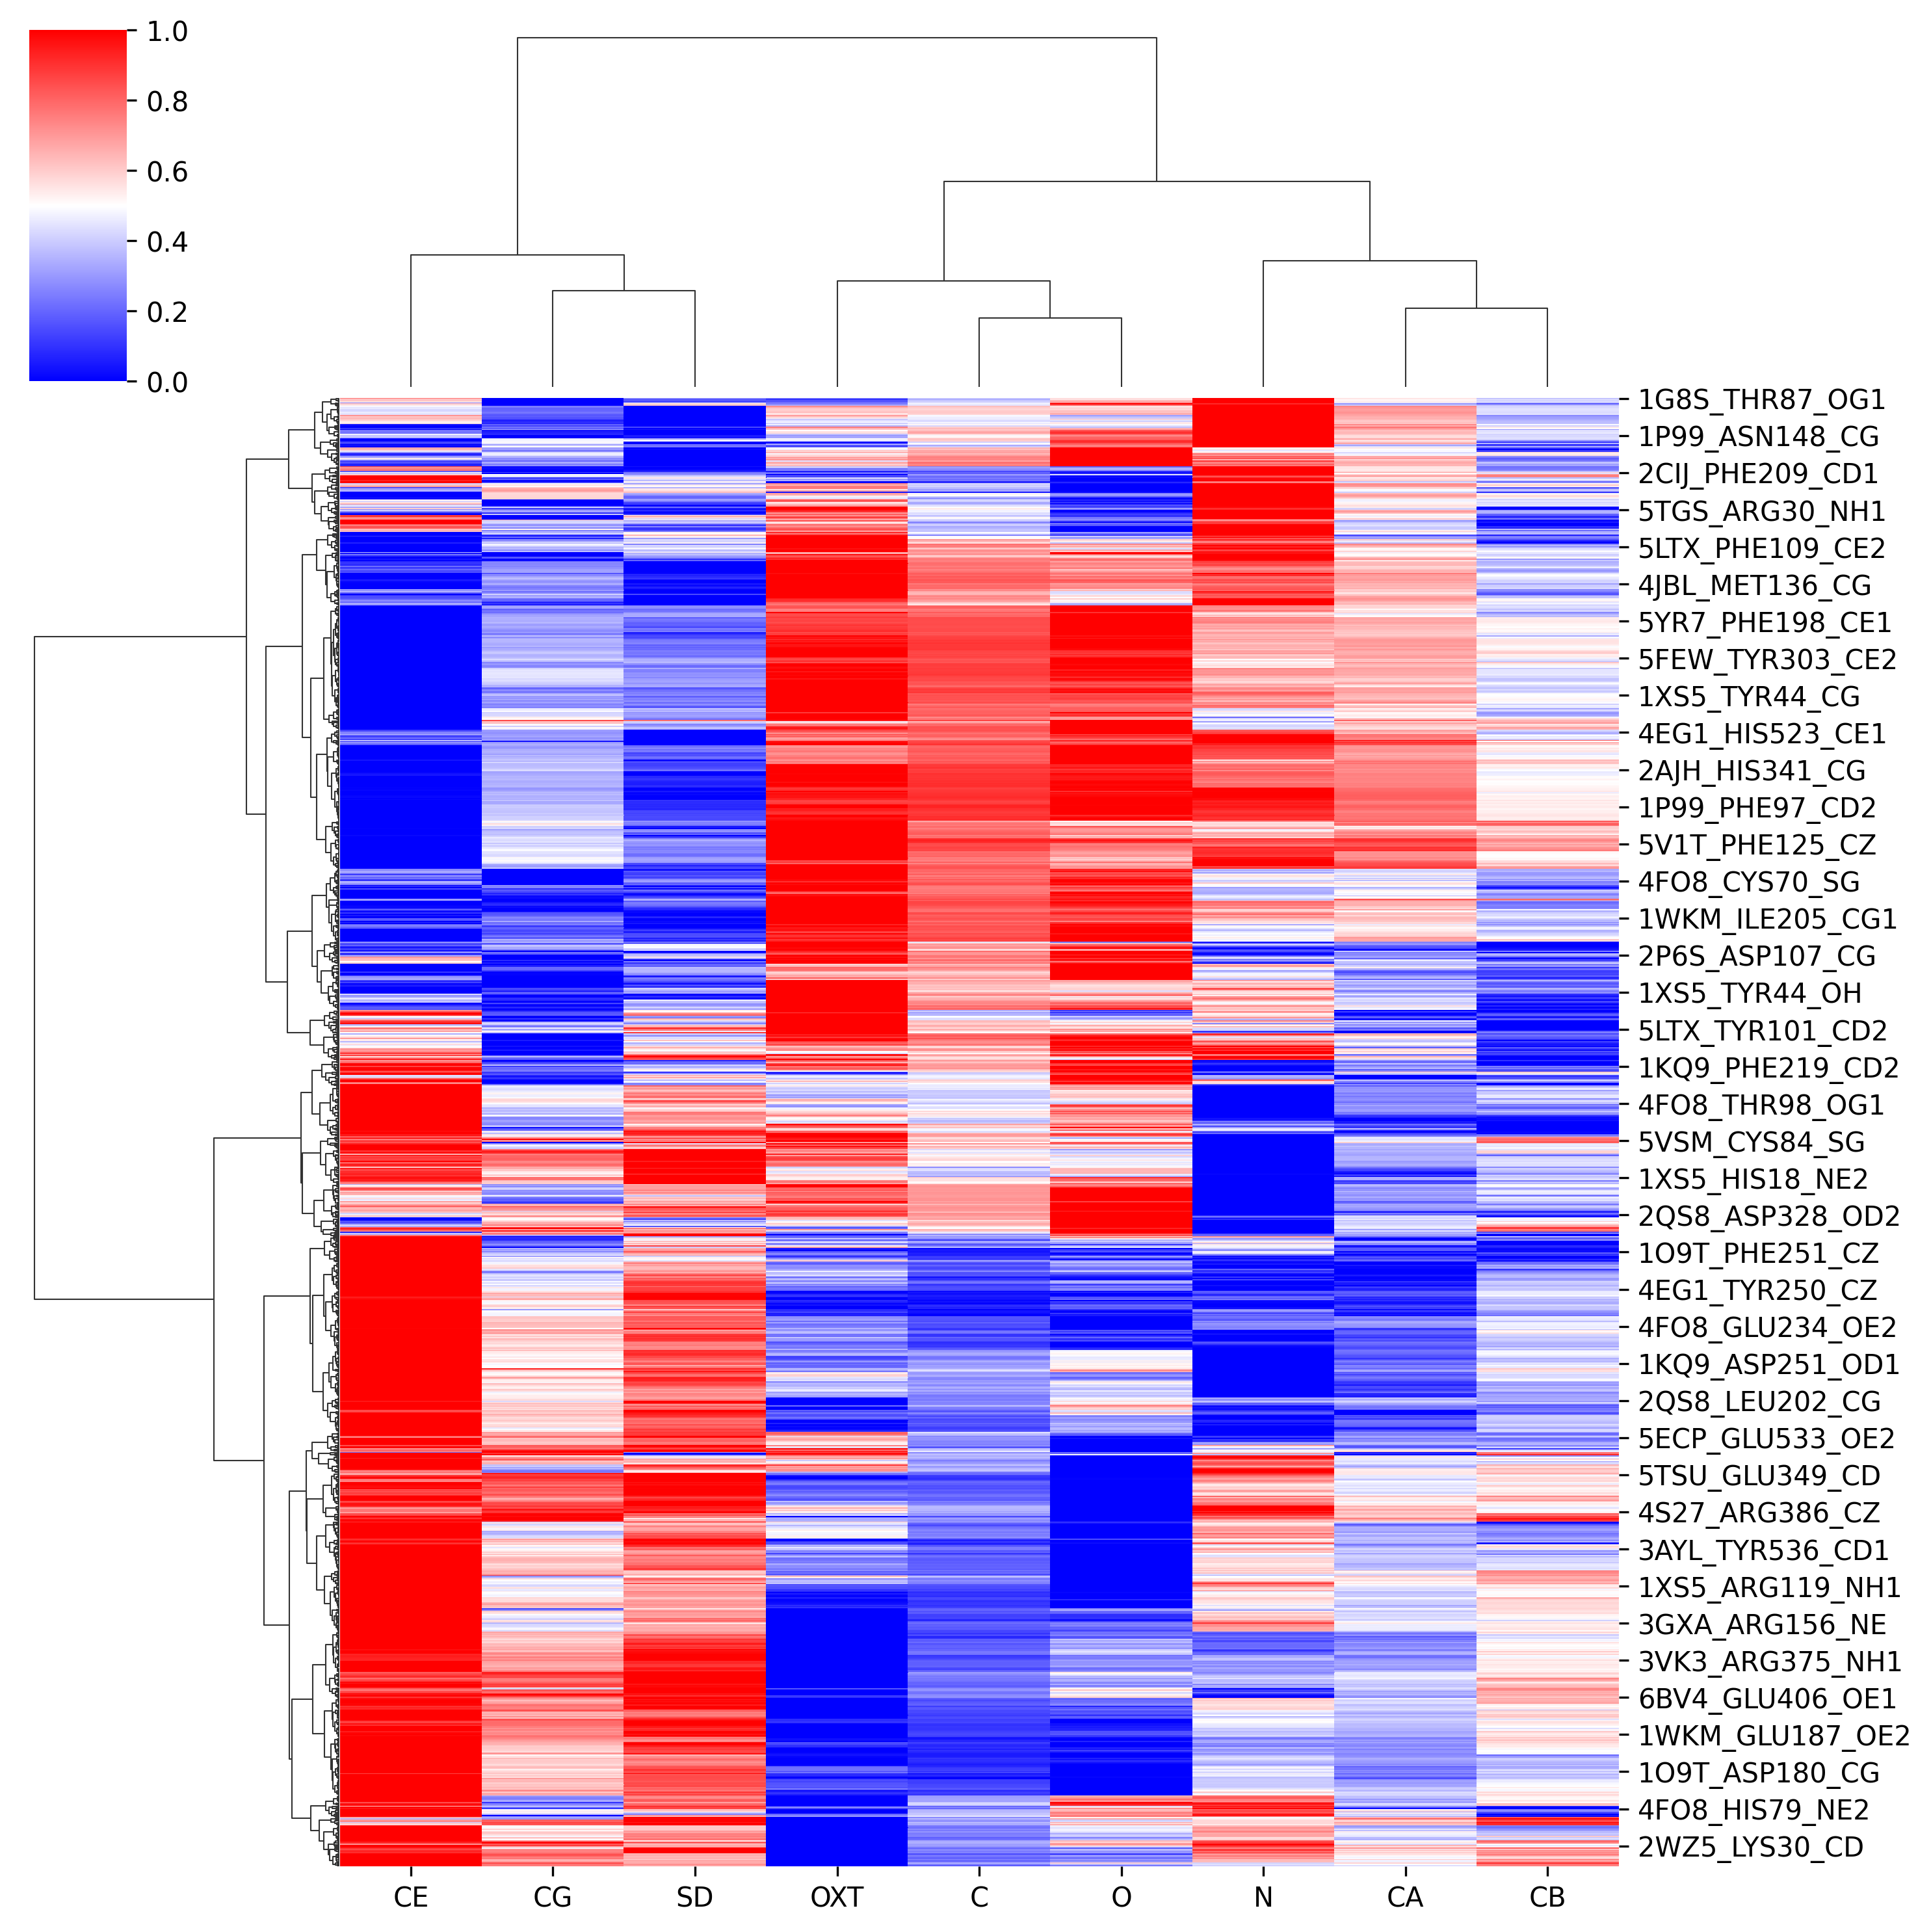 1.0
0.8
0.6
0.4
0.2
0.0
1G8S_THR87_OG1
1P99_ASN148_CG
2CIJ_PHE209_CD1
5TGS_ARG30_NH1
5LTX_PHE109_CE2
4JBL_MET136_CG
5YR7_PHE198_CE1
5FEW_TYR303_CE2
1XS5_TYR44_CG
4EG1_HIS523_CE1
2AJH_HIS341_CG
1P99_PHE97_CD2
5V1T_PHE125_CZ
4FO8_CYS70_SG
1WKM_ILE205_CG1
2P6S_ASP107_CG
1XS5_TYR44_OH
5LTX_TYR101_CD2
1KQ9_PHE219_CD2
4FO8_THR98_OG1
5VSM_CYS84_SG
1XS5_HIS18_NE2
2QS8_ASP328_OD2
1O9T_PHE251_CZ
4EG1_TYR250_CZ
4FO8_GLU234_OE2
1KQ9_ASP251_OD1
2QS8_LEU202_CG
5ECP_GLU533_OE2
5TSU_GLU349_CD
4S27_ARG386_CZ
3AYL_TYR536_CD1
1XS5_ARG119_NH1
3GXA_ARG156_NE
3VK3_ARG375_NH1
6BV4_GLU406_OE1
1WKM_GLU187_OE2
1O9T_ASP180_CG
4FO8_HIS79_NE2
2WZ5_LYS30_CD
CE CG SD OXT C O N CA CB